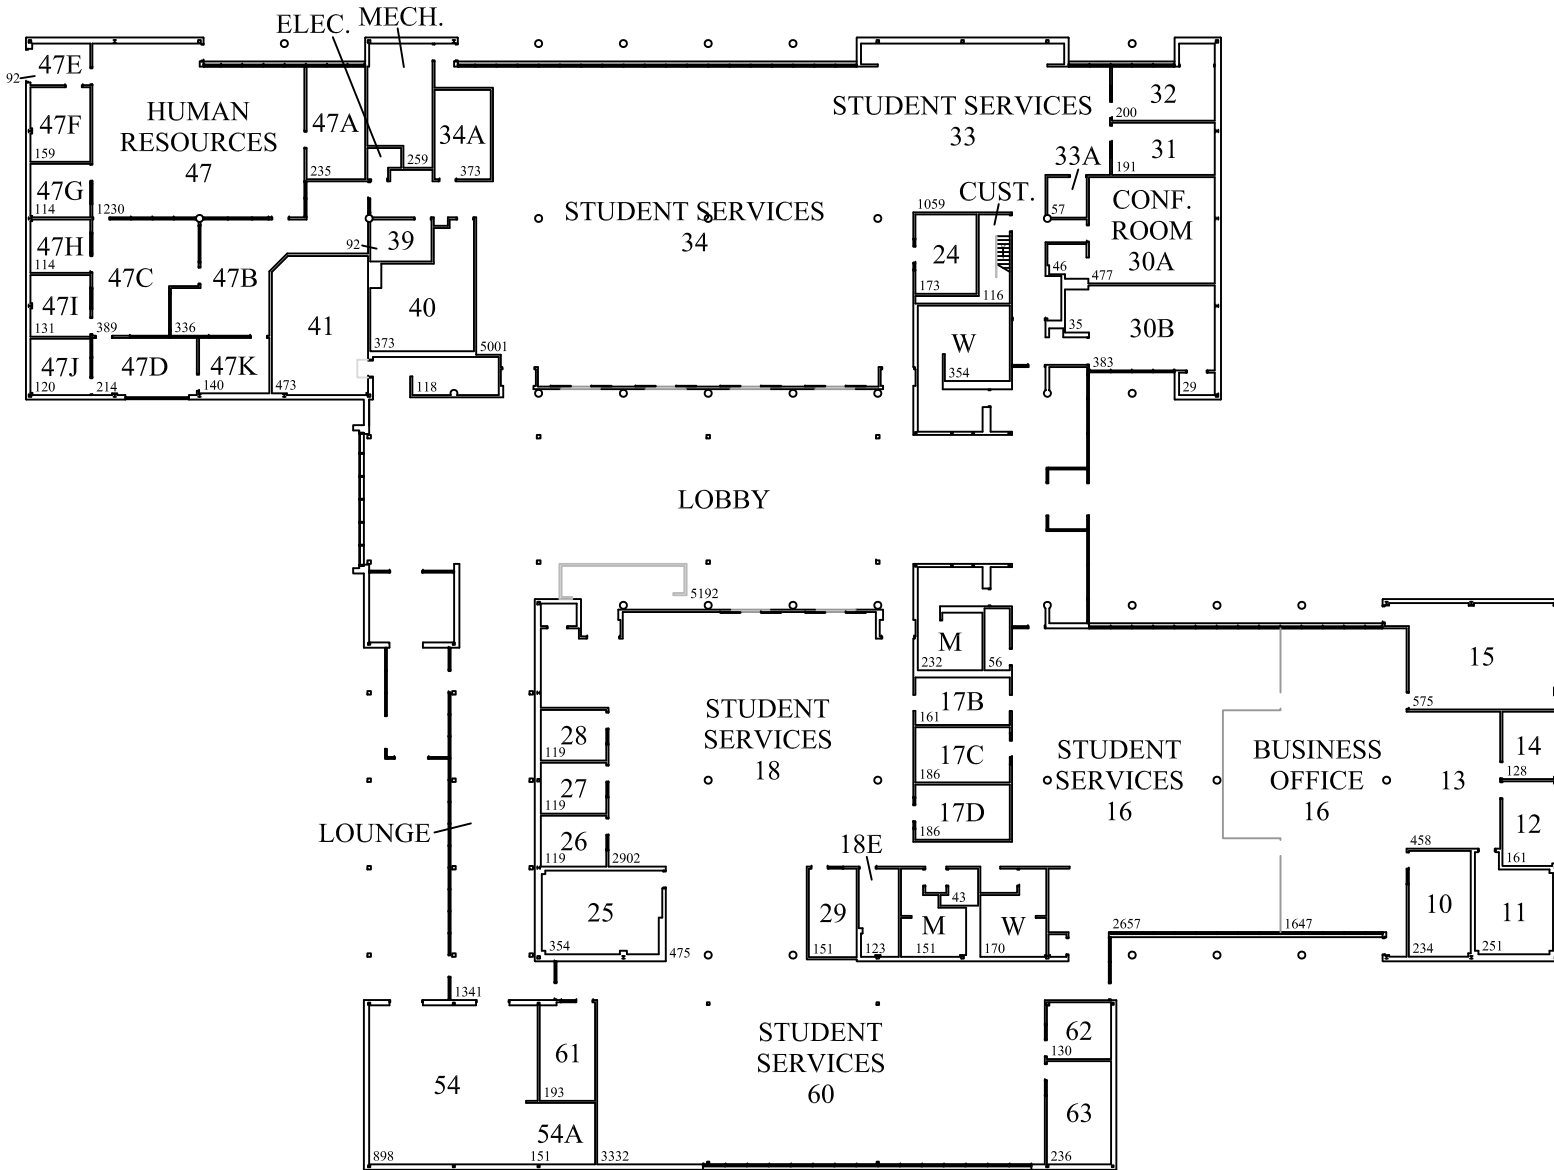 ELEC.
MECH.
47E
92
47F
159
47G
114
HUMAN
RESOURCES
47
1230
47A
235
259
34A
373
STUDENT SERVICES
33
32
200
31
191
33A
57
CUST.
CONF.
ROOM
30A
477
STUDENT SERVICES
34
1059
24
173
116
46
35
30B
383
29
47H
114
47C
389
47B
336
92
39
40
373
5001
41
473
47I
131
47J
120
47D
214
47K
140
118
W
354
LOBBY
5192
M
232
56
15
575
17B
161
17C
186
17D
186
STUDENT
SERVICES
18
28
119
27
119
26
119
2902
LOUNGE
STUDENT
SERVICES
16
2657
BUSINESS
OFFICE
16
1647
13
458
14
128
12
161
10
234
11
251
18E
25
354
475
29
151
123
M
151
43
W
170
1341
54
898
61
193
54A
151
STUDENT
SERVICES
60
3332
62
130
63
236